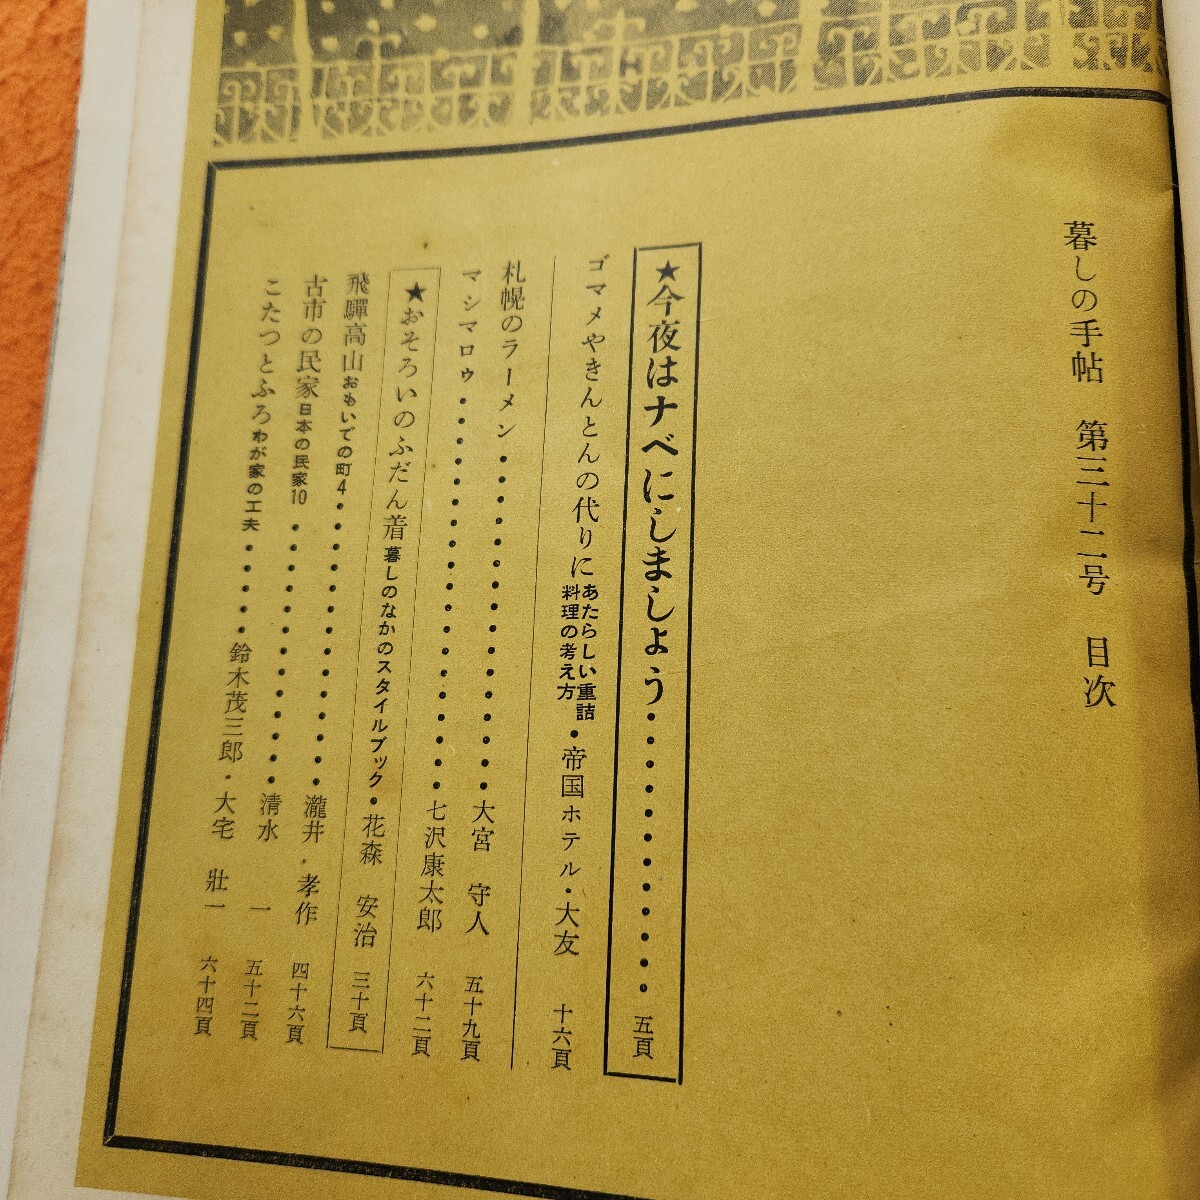 暮しの手帖　第三十二号　目次
★今夜はナベにしましょう・・・・・・・・・・・・五頁
ゴマメやきんとんの代りに あたらしい重詰料理の考え方・帝国ホテル・大友　十六頁
札幌のラーメン・・・・・・・・・・・・・・・・・大宮　守人　五十九頁
マシマロゥ・・・・・・・・・・・・・・・・・・・・七沢康太郎　六十二頁
★おそろいのふだん着 暮しのなかのスタイルブック・花森　安治　三十頁
飛驒高山 おもいでの町4・・・・・・・・・・・・・・瀧井・孝作　四十六頁
古市の民家 日本の民家10・・・・・・・・・・・・・清水　一　五十二頁
こたつとふろ わが家の工夫・・・・・鈴木茂三郎・大宅　壯一　六十四頁